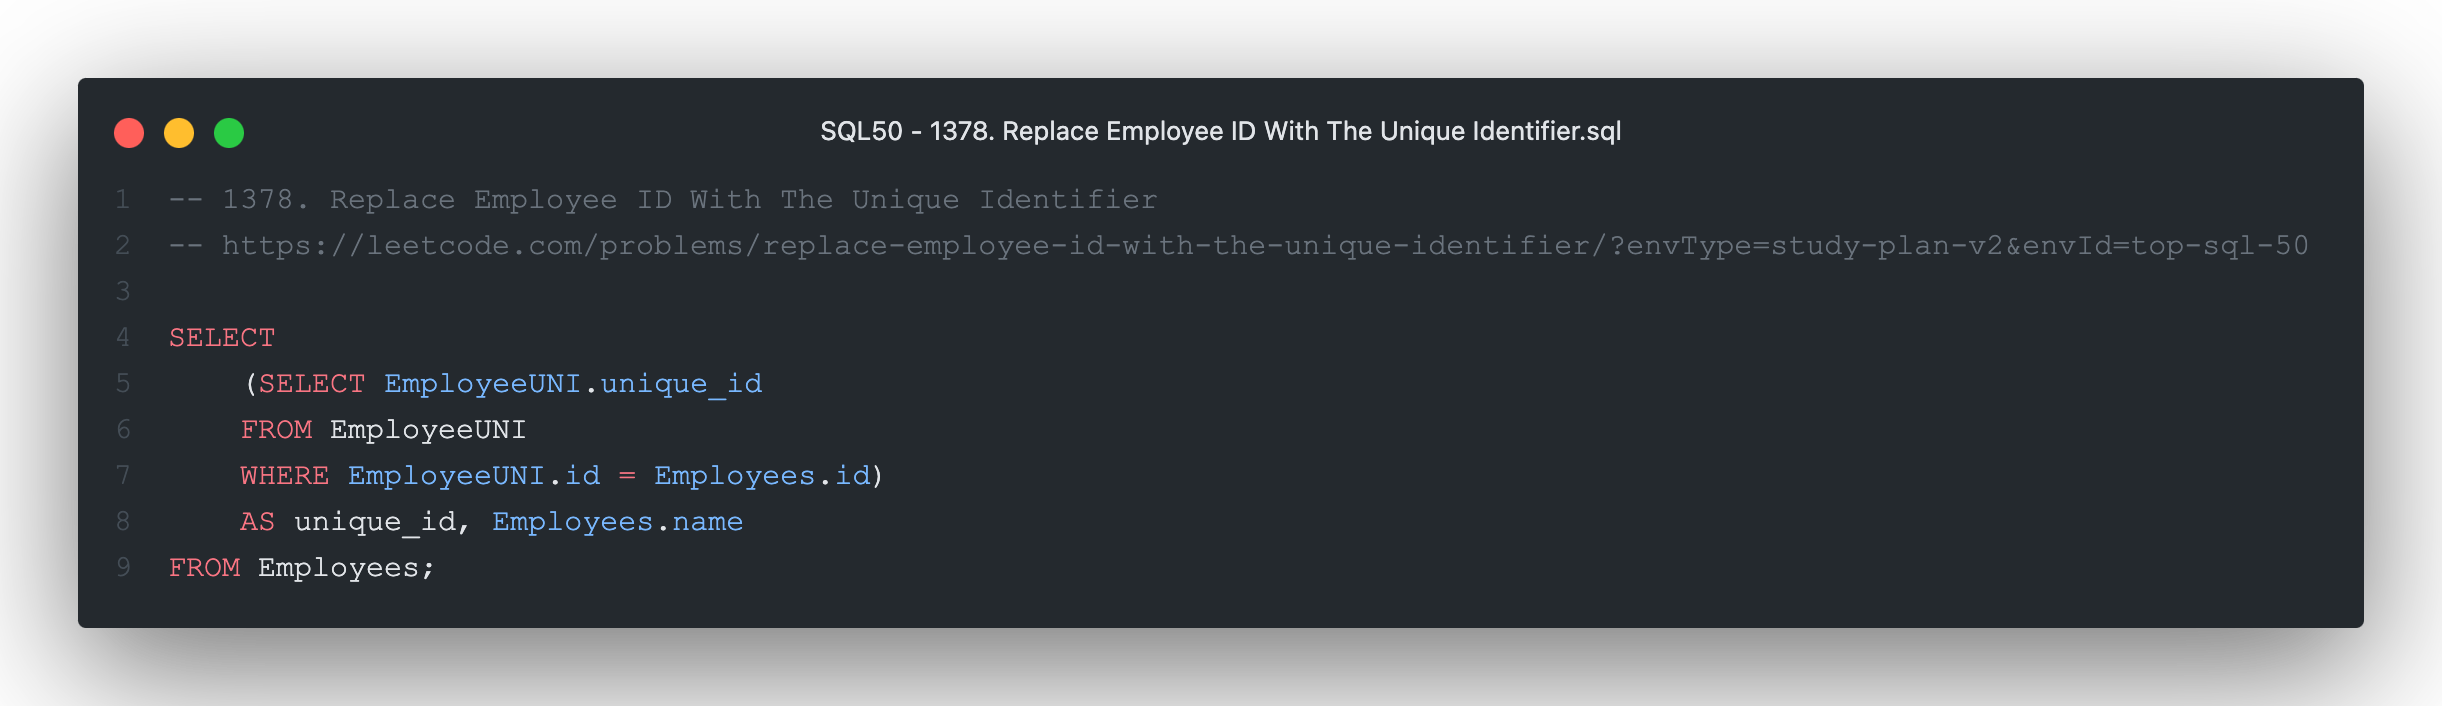 SQL50 - 1378. Replace Employee ID With The Unique Identifier.sql
1 -- 1378. Replace Employee ID With The Unique Identifier
2 -- https://leetcode.com/problems/replace-employee-id-with-the-unique-identifier/?envType=study-plan-v2&envId=top-sql-50
3
4 SELECT
5     (SELECT EmployeeUNI.unique_id
6     FROM EmployeeUNI
7     WHERE EmployeeUNI.id = Employees.id)
8     AS unique_id, Employees.name
9 FROM Employees;